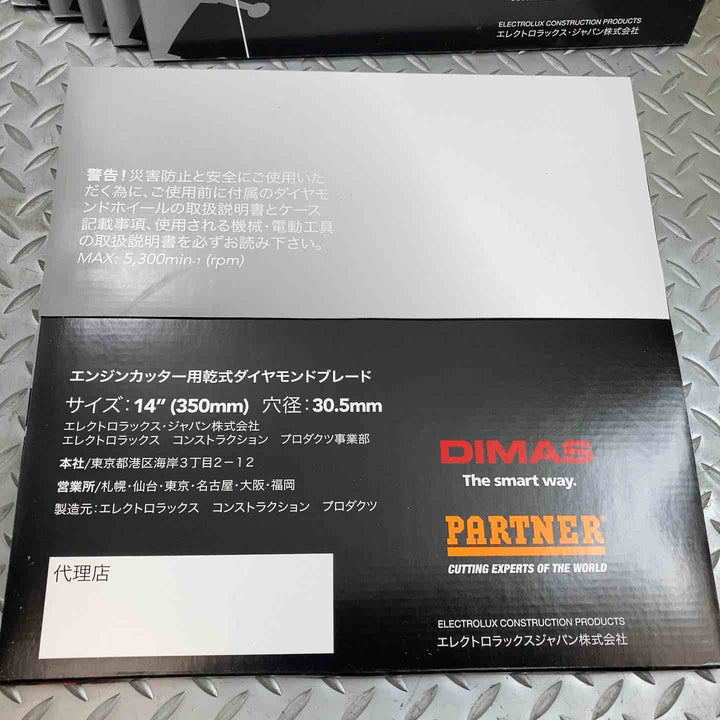 ELECTROLUX CONSTRUCTION PRODUCTS
エレクトロラックス・ジャパン株式会社
警告！災害防止と安全にご使用いた
だく為に、ご使用前に付属のダイヤモ
ンドホイールの取扱説明書とケース
記載事項、使用される機械・電動工具
の取扱説明書を必ずお読み下さい。
MAX: 5,300min-1 (rpm)
エンジンカッター用乾式ダイヤモンドブレード
サイズ：14” (350mm) 穴径：30.5mm
エレクトロラックス・ジャパン株式会社
エレクトロラックス コンストラクション プロダクツ事業部
本社/東京都港区海岸3丁目2－12
営業所/札幌・仙台・東京・名古屋・大阪・福岡
製造元：エレクトロラックス コンストラクション プロダクツ
代理店
DIMAS
The smart way.
PARTNER®
CUTTING EXPERTS OF THE WORLD
ELECTROLUX CONSTRUCTION PRODUCTS
エレクトロラックスジャパン株式会社